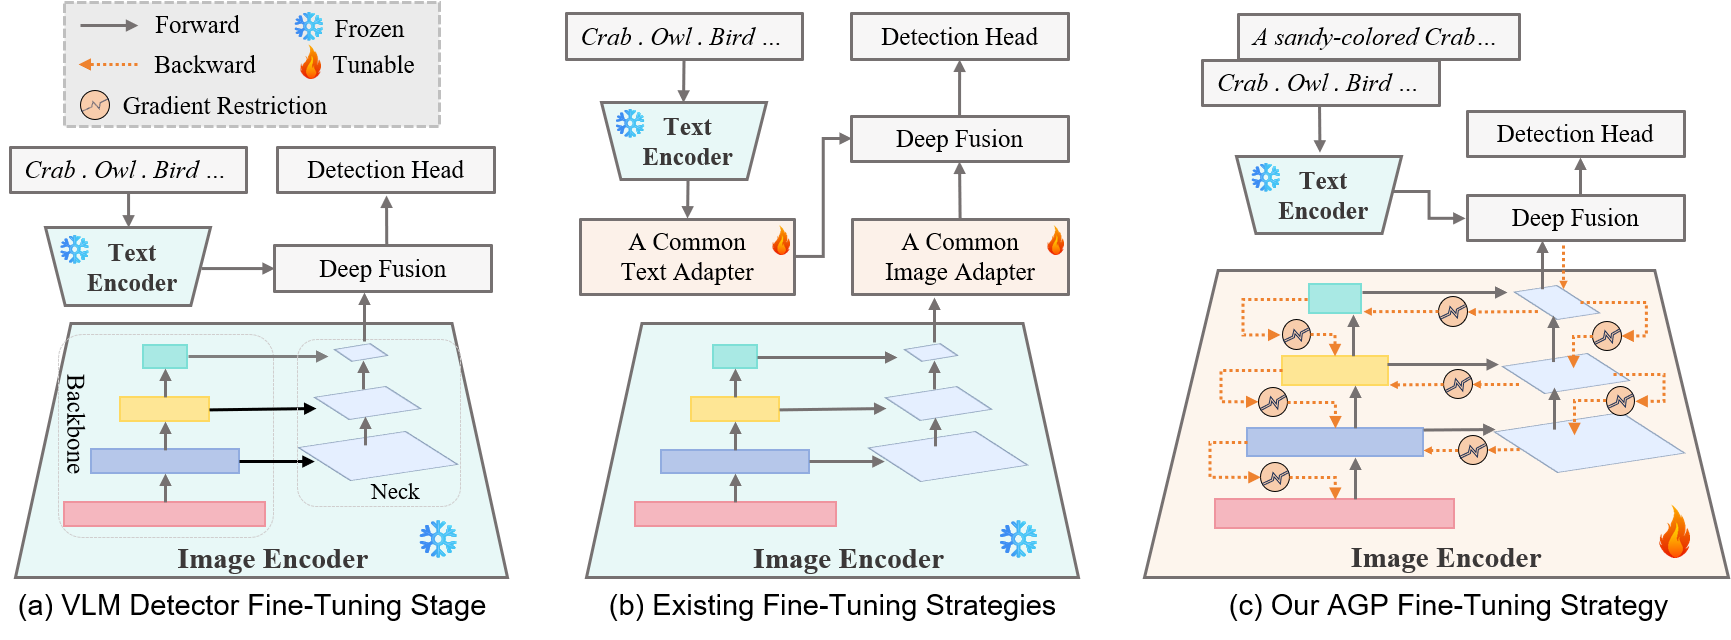 Forward
Frozen
Backward
Tunable
Gradient Restriction
Crab . Owl . Bird ...
Detection Head
Text
Encoder
Deep Fusion
Backbone
Neck
Image Encoder
(a) VLM Detector Fine-Tuning Stage
Crab . Owl . Bird ...
Detection Head
Text
Encoder
Deep Fusion
A Common
Text Adapter
A Common
Image Adapter
Image Encoder
(b) Existing Fine-Tuning Strategies
A sandy-colored Crab...
Crab . Owl . Bird ...
Detection Head
Text
Encoder
Deep Fusion
Image Encoder
(c) Our AGP Fine-Tuning Strategy